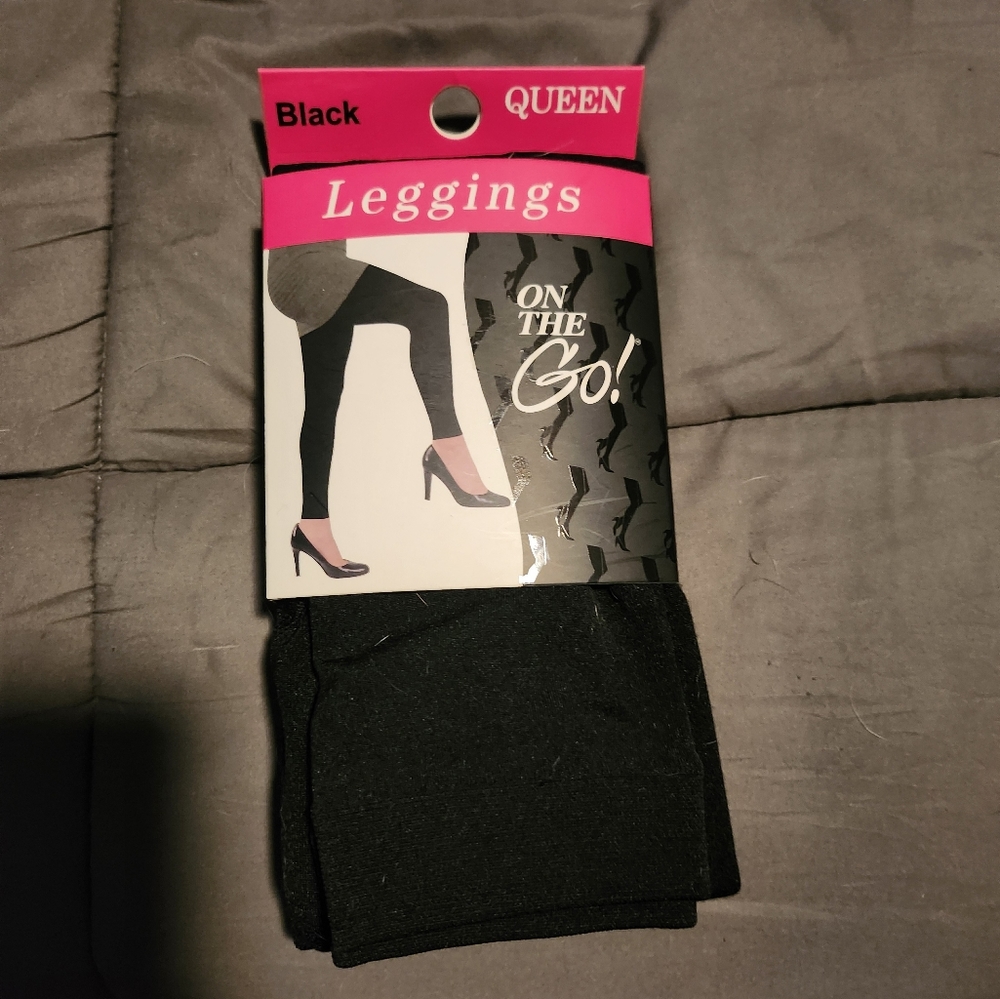 Black
QUEEN
Leggings
ON
THE
Go!